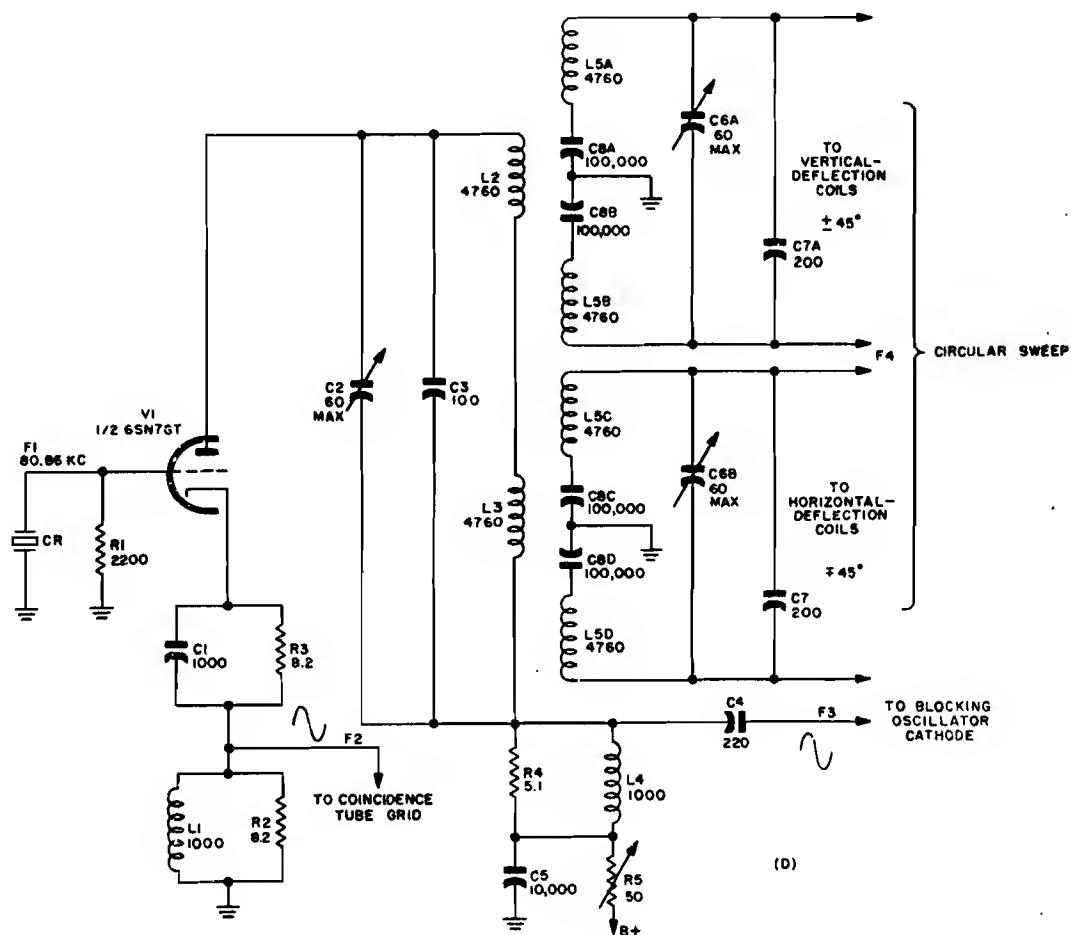 L5A
4760
C8A
100,000
C8B
100,000
L5B
4760
C6A
60
MAX
C7A
200
TO
VERTICAL-
DEFLECTION
COILS
± 45°
F4
CIRCULAR SWEEP
L2
4760
L3
4760
C2
60
MAX
C3
100
V1
1/2 6SN7GT
F1
80.86 KC
CR
R1
2200
C1
1000
R3
8.2
F2
TO COINCIDENCE
TUBE GRID
L1
1000
R2
8.2
L5C
4760
C8C
100,000
C8D
100,000
L5D
4760
C6B
60
MAX
C7
200
TO
HORIZONTAL-
DEFLECTION
COILS
∓ 45°
C4
220
F3
TO BLOCKING
OSCILLATOR
CATHODE
R4
5.1
L4
1000
C5
10,000
R5
50
B+
(D)